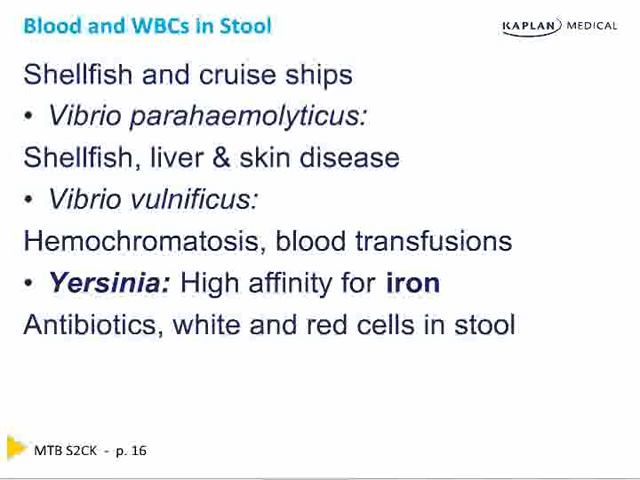 Blood and WBCs in Stool
KAPLAN MEDICAL
Shellfish and cruise ships
• Vibrio parahaemolyticus:
Shellfish, liver & skin disease
• Vibrio vulnificus:
Hemochromatosis, blood transfusions
• Yersinia: High affinity for iron
Antibiotics, white and red cells in stool
MTB S2CK - p. 16